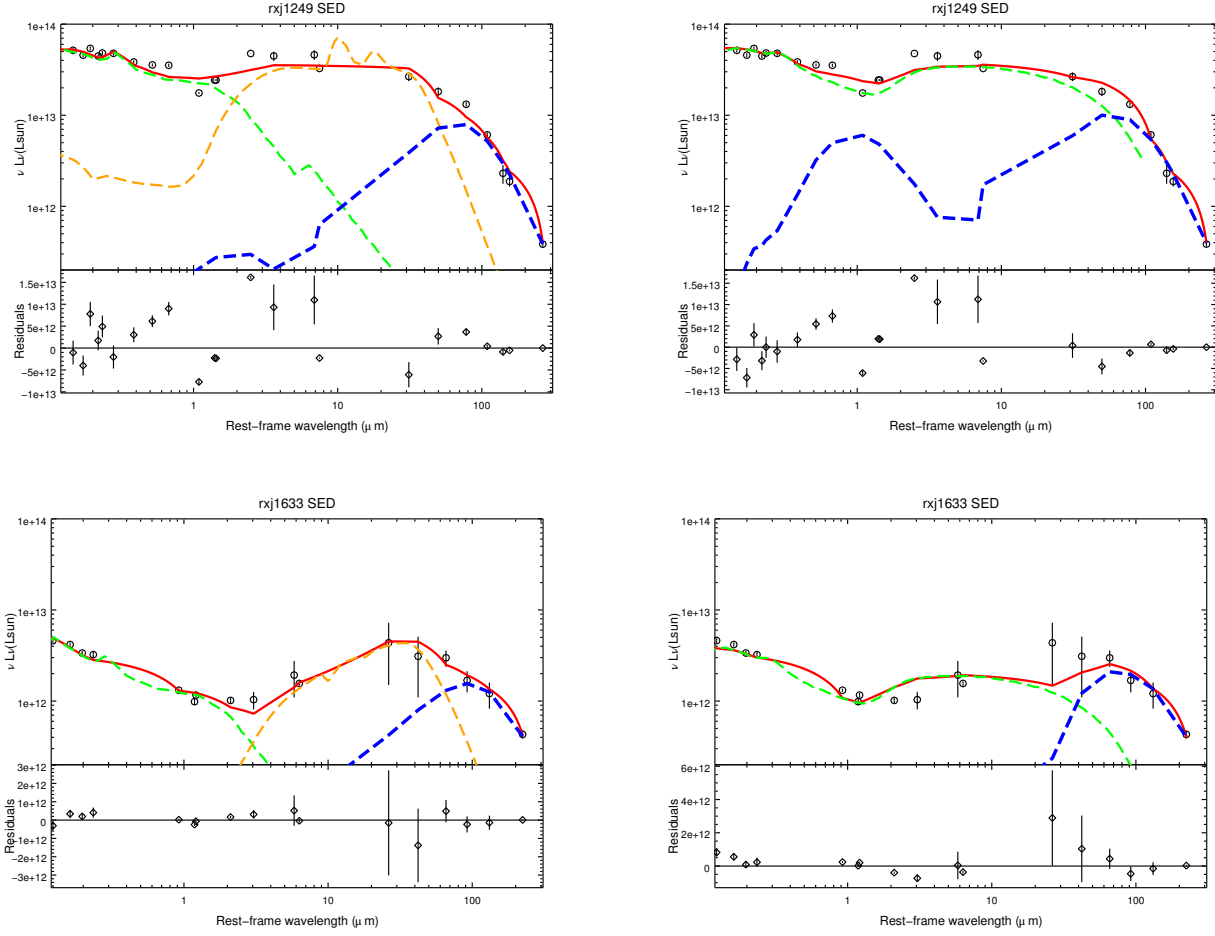 rxj1249 SED
1e+14
1e+13
1e+12
ν Lν(Lsun)
1.5e+13
1e+13
5e+12
0
−5e+12
−1e+13
Residuals
1
10
100
Rest−frame wavelength (μ m)
rxj1249 SED
1e+14
1e+13
1e+12
ν Lν(Lsun)
1.5e+13
1e+13
5e+12
0
−5e+12
−1e+13
Residuals
1
10
100
Rest−frame wavelength (μ m)
rxj1633 SED
1e+14
1e+13
1e+12
ν Lν(Lsun)
3e+12
2e+12
1e+12
0
−1e+12
−2e+12
−3e+12
Residuals
1
10
100
Rest−frame wavelength (μ m)
rxj1633 SED
1e+14
1e+13
1e+12
ν Lν(Lsun)
6e+12
4e+12
2e+12
0
Residuals
1
10
100
Rest−frame wavelength (μ m)